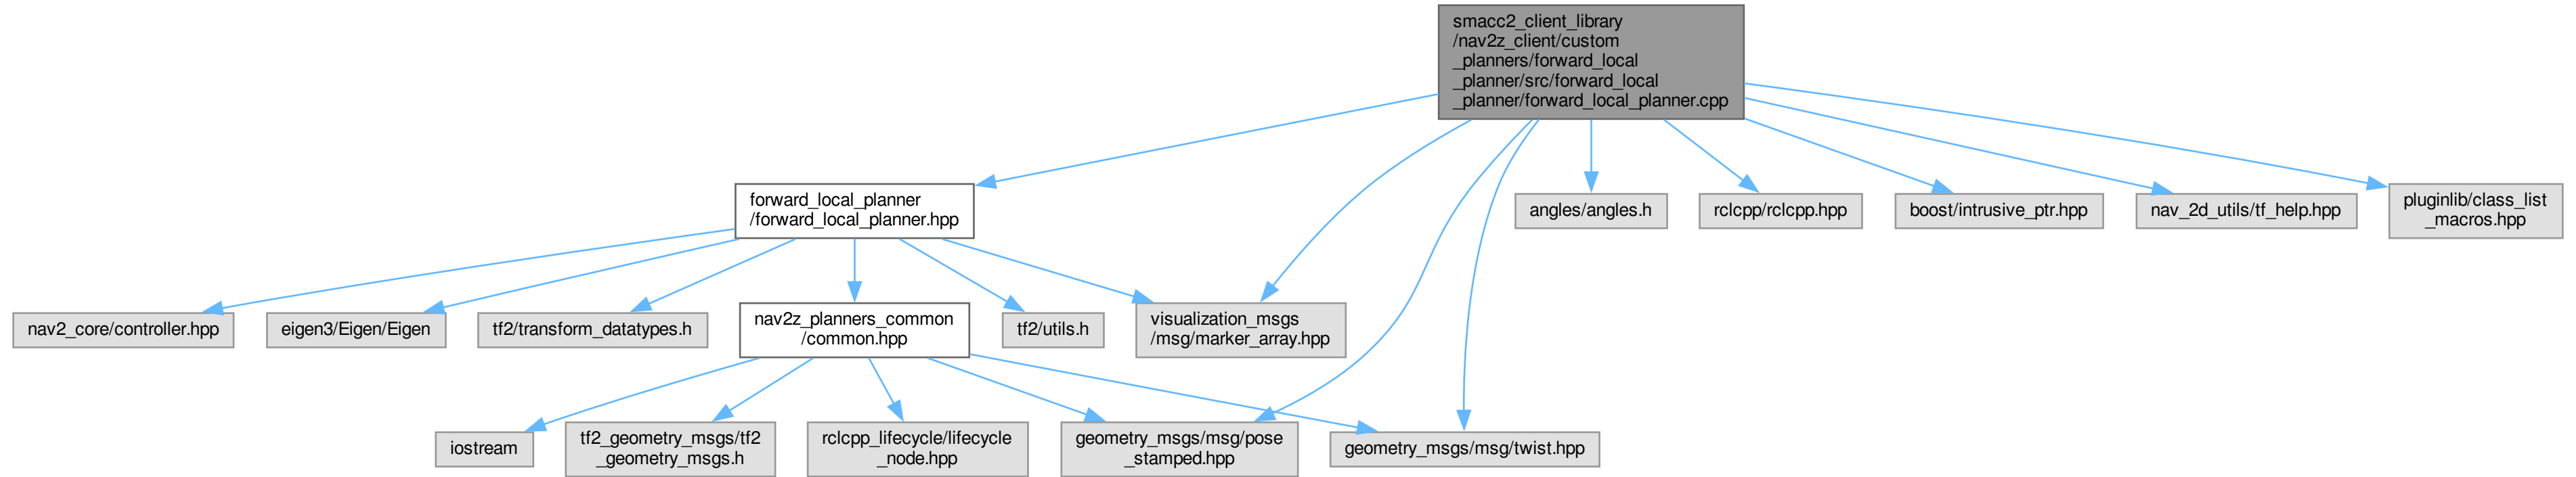 smacc2_client_library
/nav2z_client/custom
_planners/forward_local
_planner/src/forward_local
_planner/forward_local_planner.cpp
forward_local_planner
/forward_local_planner.hpp
angles/angles.h
rclcpp/rclcpp.hpp
boost/intrusive_ptr.hpp
nav_2d_utils/tf_help.hpp
pluginlib/class_list
_macros.hpp
nav2_core/controller.hpp
eigen3/Eigen/Eigen
tf2/transform_datatypes.h
nav2z_planners_common
/common.hpp
tf2/utils.h
visualization_msgs
/msg/marker_array.hpp
iostream
tf2_geometry_msgs/tf2
_geometry_msgs.h
rclcpp_lifecycle/lifecycle
_node.hpp
geometry_msgs/msg/pose
_stamped.hpp
geometry_msgs/msg/twist.hpp